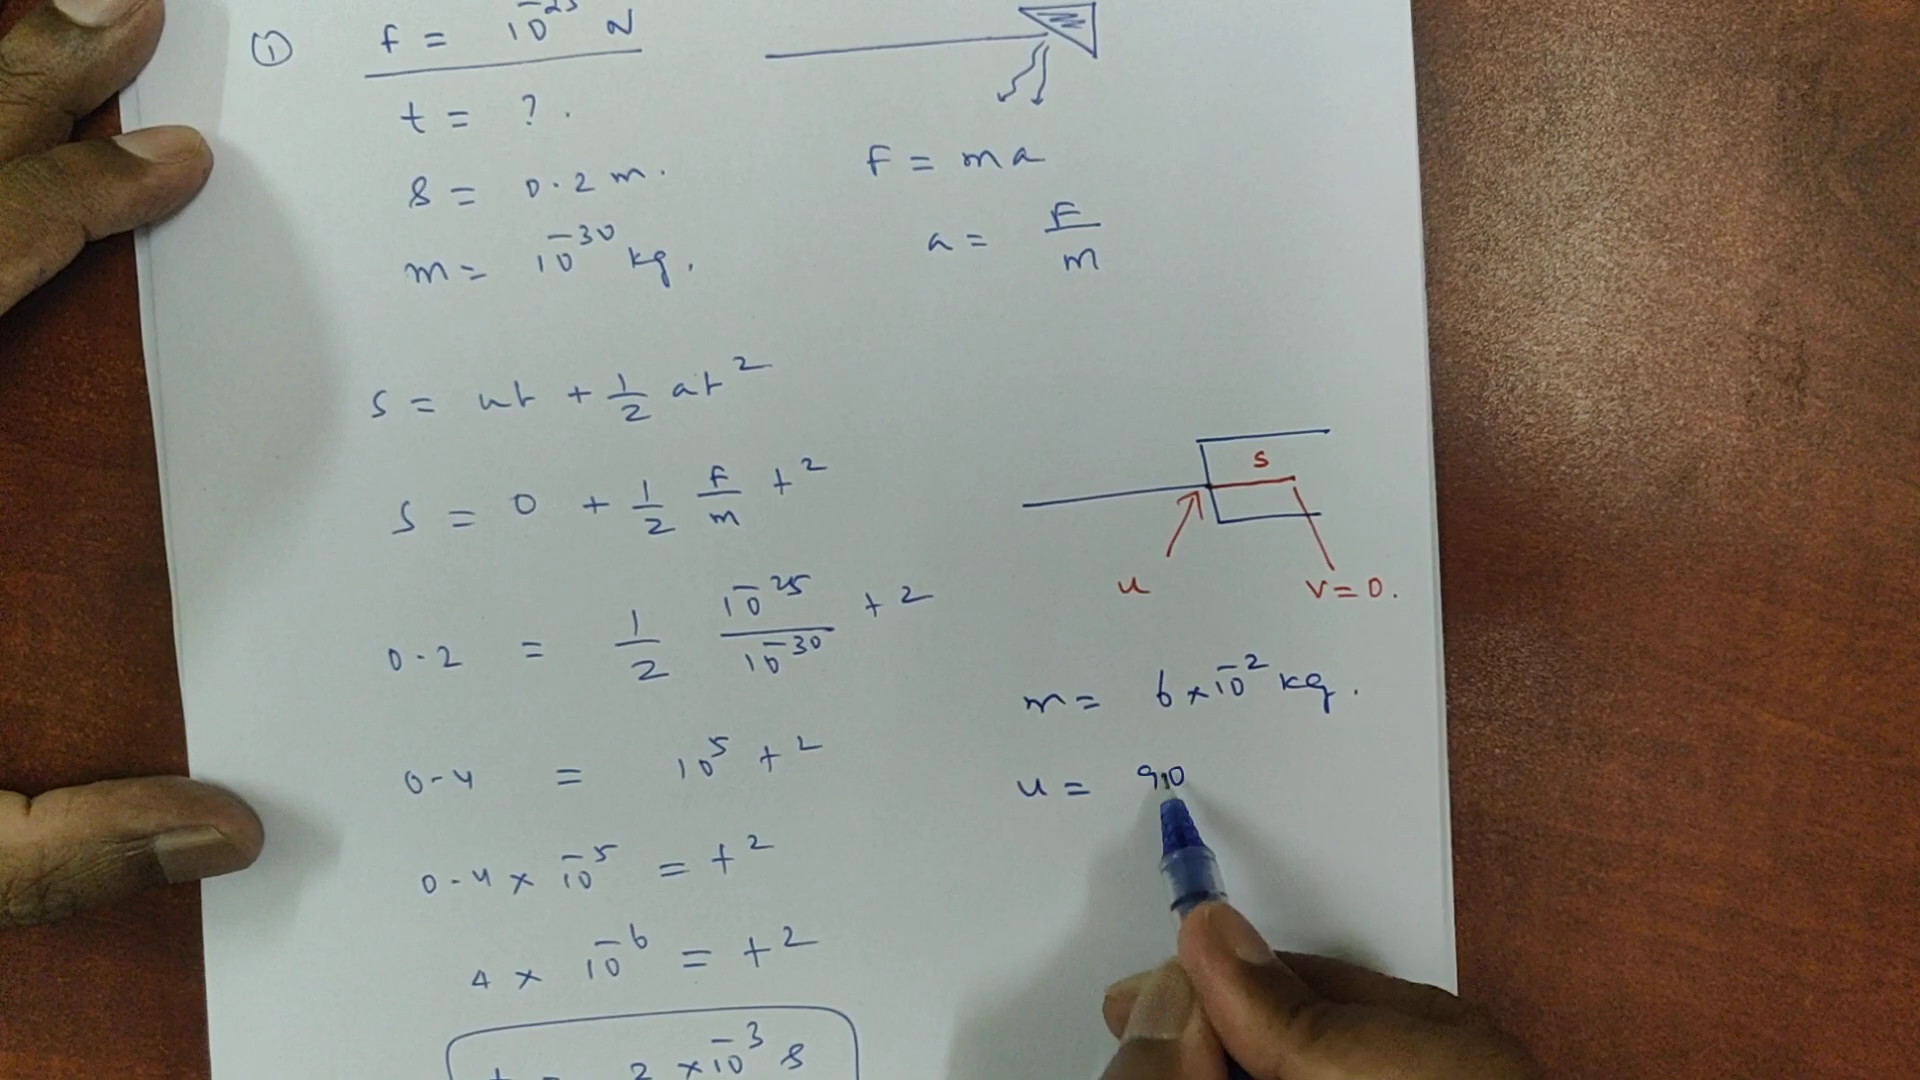 ① F = 10⁻²⁵ N
t = ? .
s = 0.2 m.
m = 10⁻³⁰ kg.
F = ma
a = F/m
s = ut + 1/2 at²
s = 0 + 1/2 F/m t²
0.2 = 1/2 10⁻²⁵/10⁻³⁰ t²
0.4 = 10⁵ t²
0.4 × 10⁻⁵ = t²
4 × 10⁻⁶ = t²
t = 2 × 10⁻³ s
s
u
v = 0.
m = 6 × 10⁻² kg.
u = 90